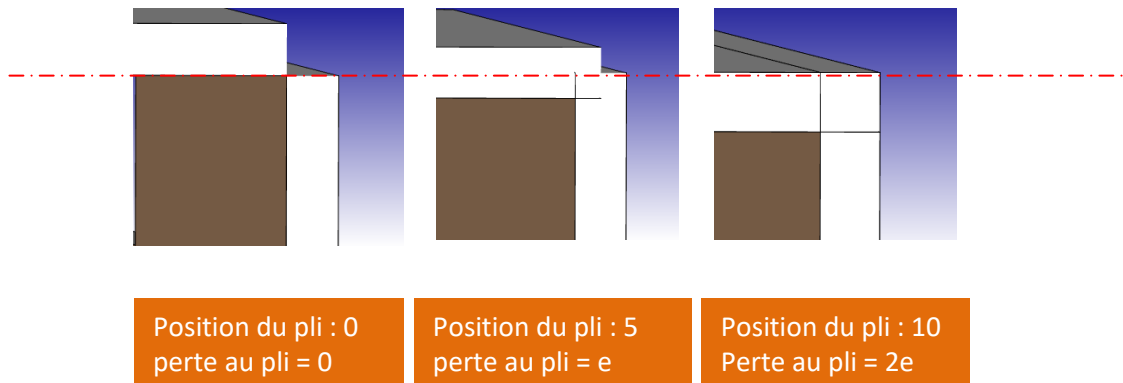 Position du pli : 0
perte au pli = 0
Position du pli : 5
perte au pli = e
Position du pli : 10
Perte au pli = 2e